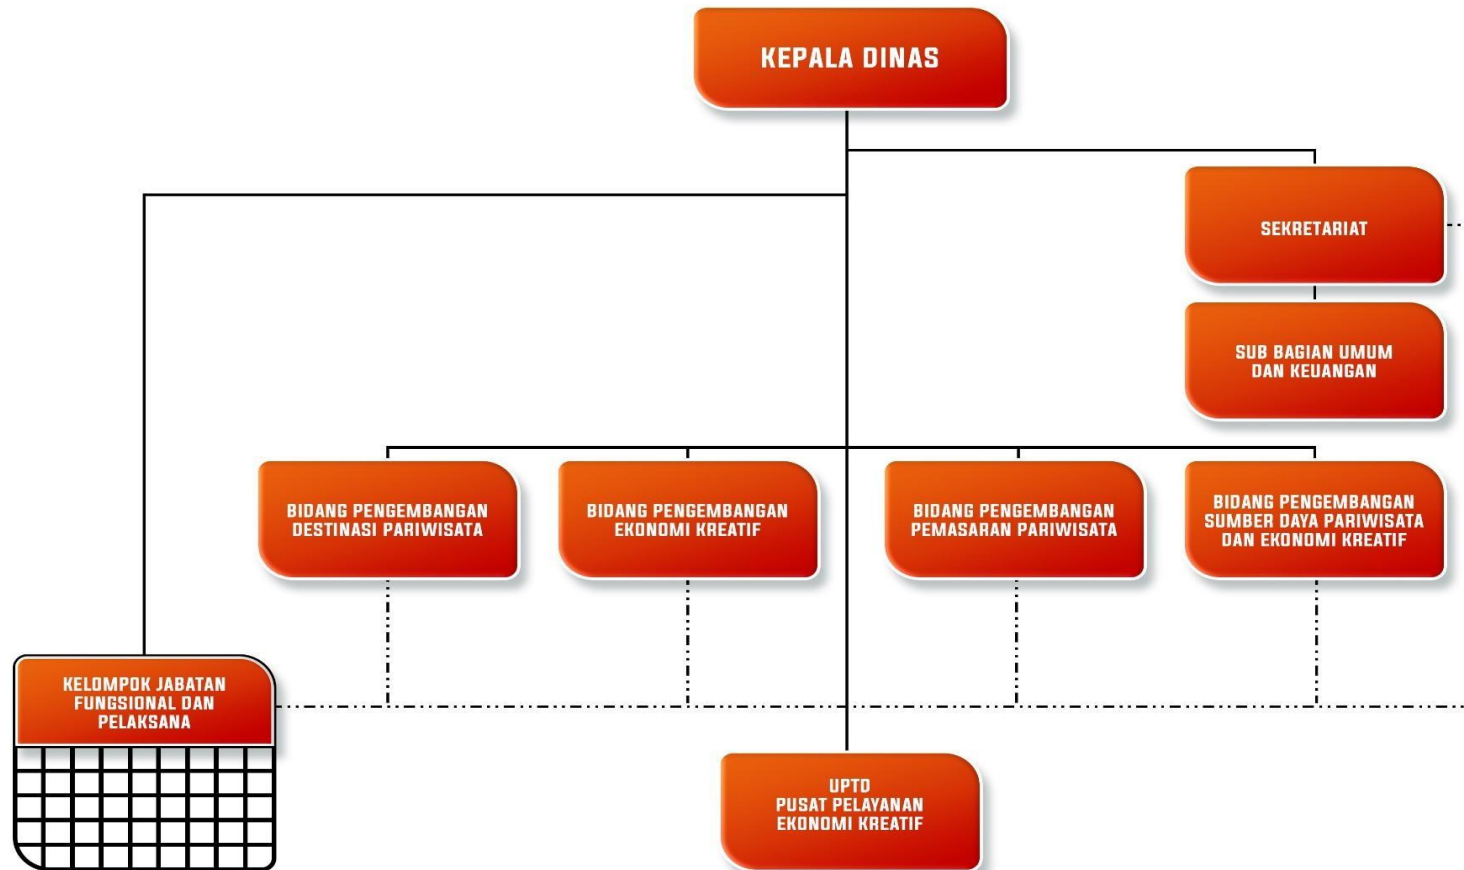 KEPALA DINAS
SEKRETARIAT
SUB BAGIAN UMUM
DAN KEUANGAN
BIDANG PENGEMBANGAN
DESTINASI PARIWISATA
BIDANG PENGEMBANGAN
EKONOMI KREATIF
BIDANG PENGEMBANGAN
PEMASARAN PARIWISATA
BIDANG PENGEMBANGAN
SUMBER DAYA PARIWISATA
DAN EKONOMI KREATIF
KELOMPOK JABATAN
FUNGSIONAL DAN
PELAKSANA
UPTD
PUSAT PELAYANAN
EKONOMI KREATIF